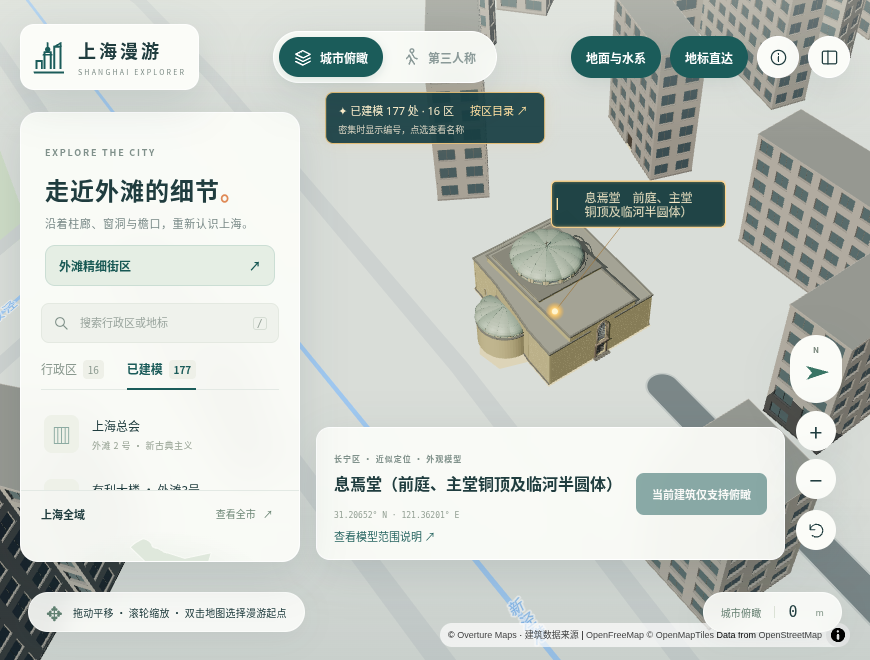 上海漫游
SHANGHAI EXPLORER
城市俯瞰
第三人称
地面与水系
地标直达
✦ 已建模 177 处 · 16 区 按区目录 ↗
密集时显示编号，点选查看名称
EXPLORE THE CITY
走近外滩的细节。
沿着柱廊、窗洞与檐口，重新认识上海。
外滩精细街区 ↗
搜索行政区或地标 /
行政区 16 已建模 177
上海总会
外滩 2 号 · 新古典主义
有利大楼 · 外滩3号
上海全域 查看全市 ↗
息焉堂 前庭、主堂
铜顶及临河半圆体）
N
长宁区 · 近似定位 · 外观模型
息焉堂（前庭、主堂铜顶及临河半圆体）
当前建筑仅支持俯瞰
31.20652° N · 121.36201° E
查看模型范围说明 ↗
拖动平移 · 滚轮缩放 · 双击地图选择漫游起点
城市俯瞰 0 m
© Overture Maps · 建筑数据来源 | OpenFreeMap © OpenMapTiles Data from OpenStreetMap